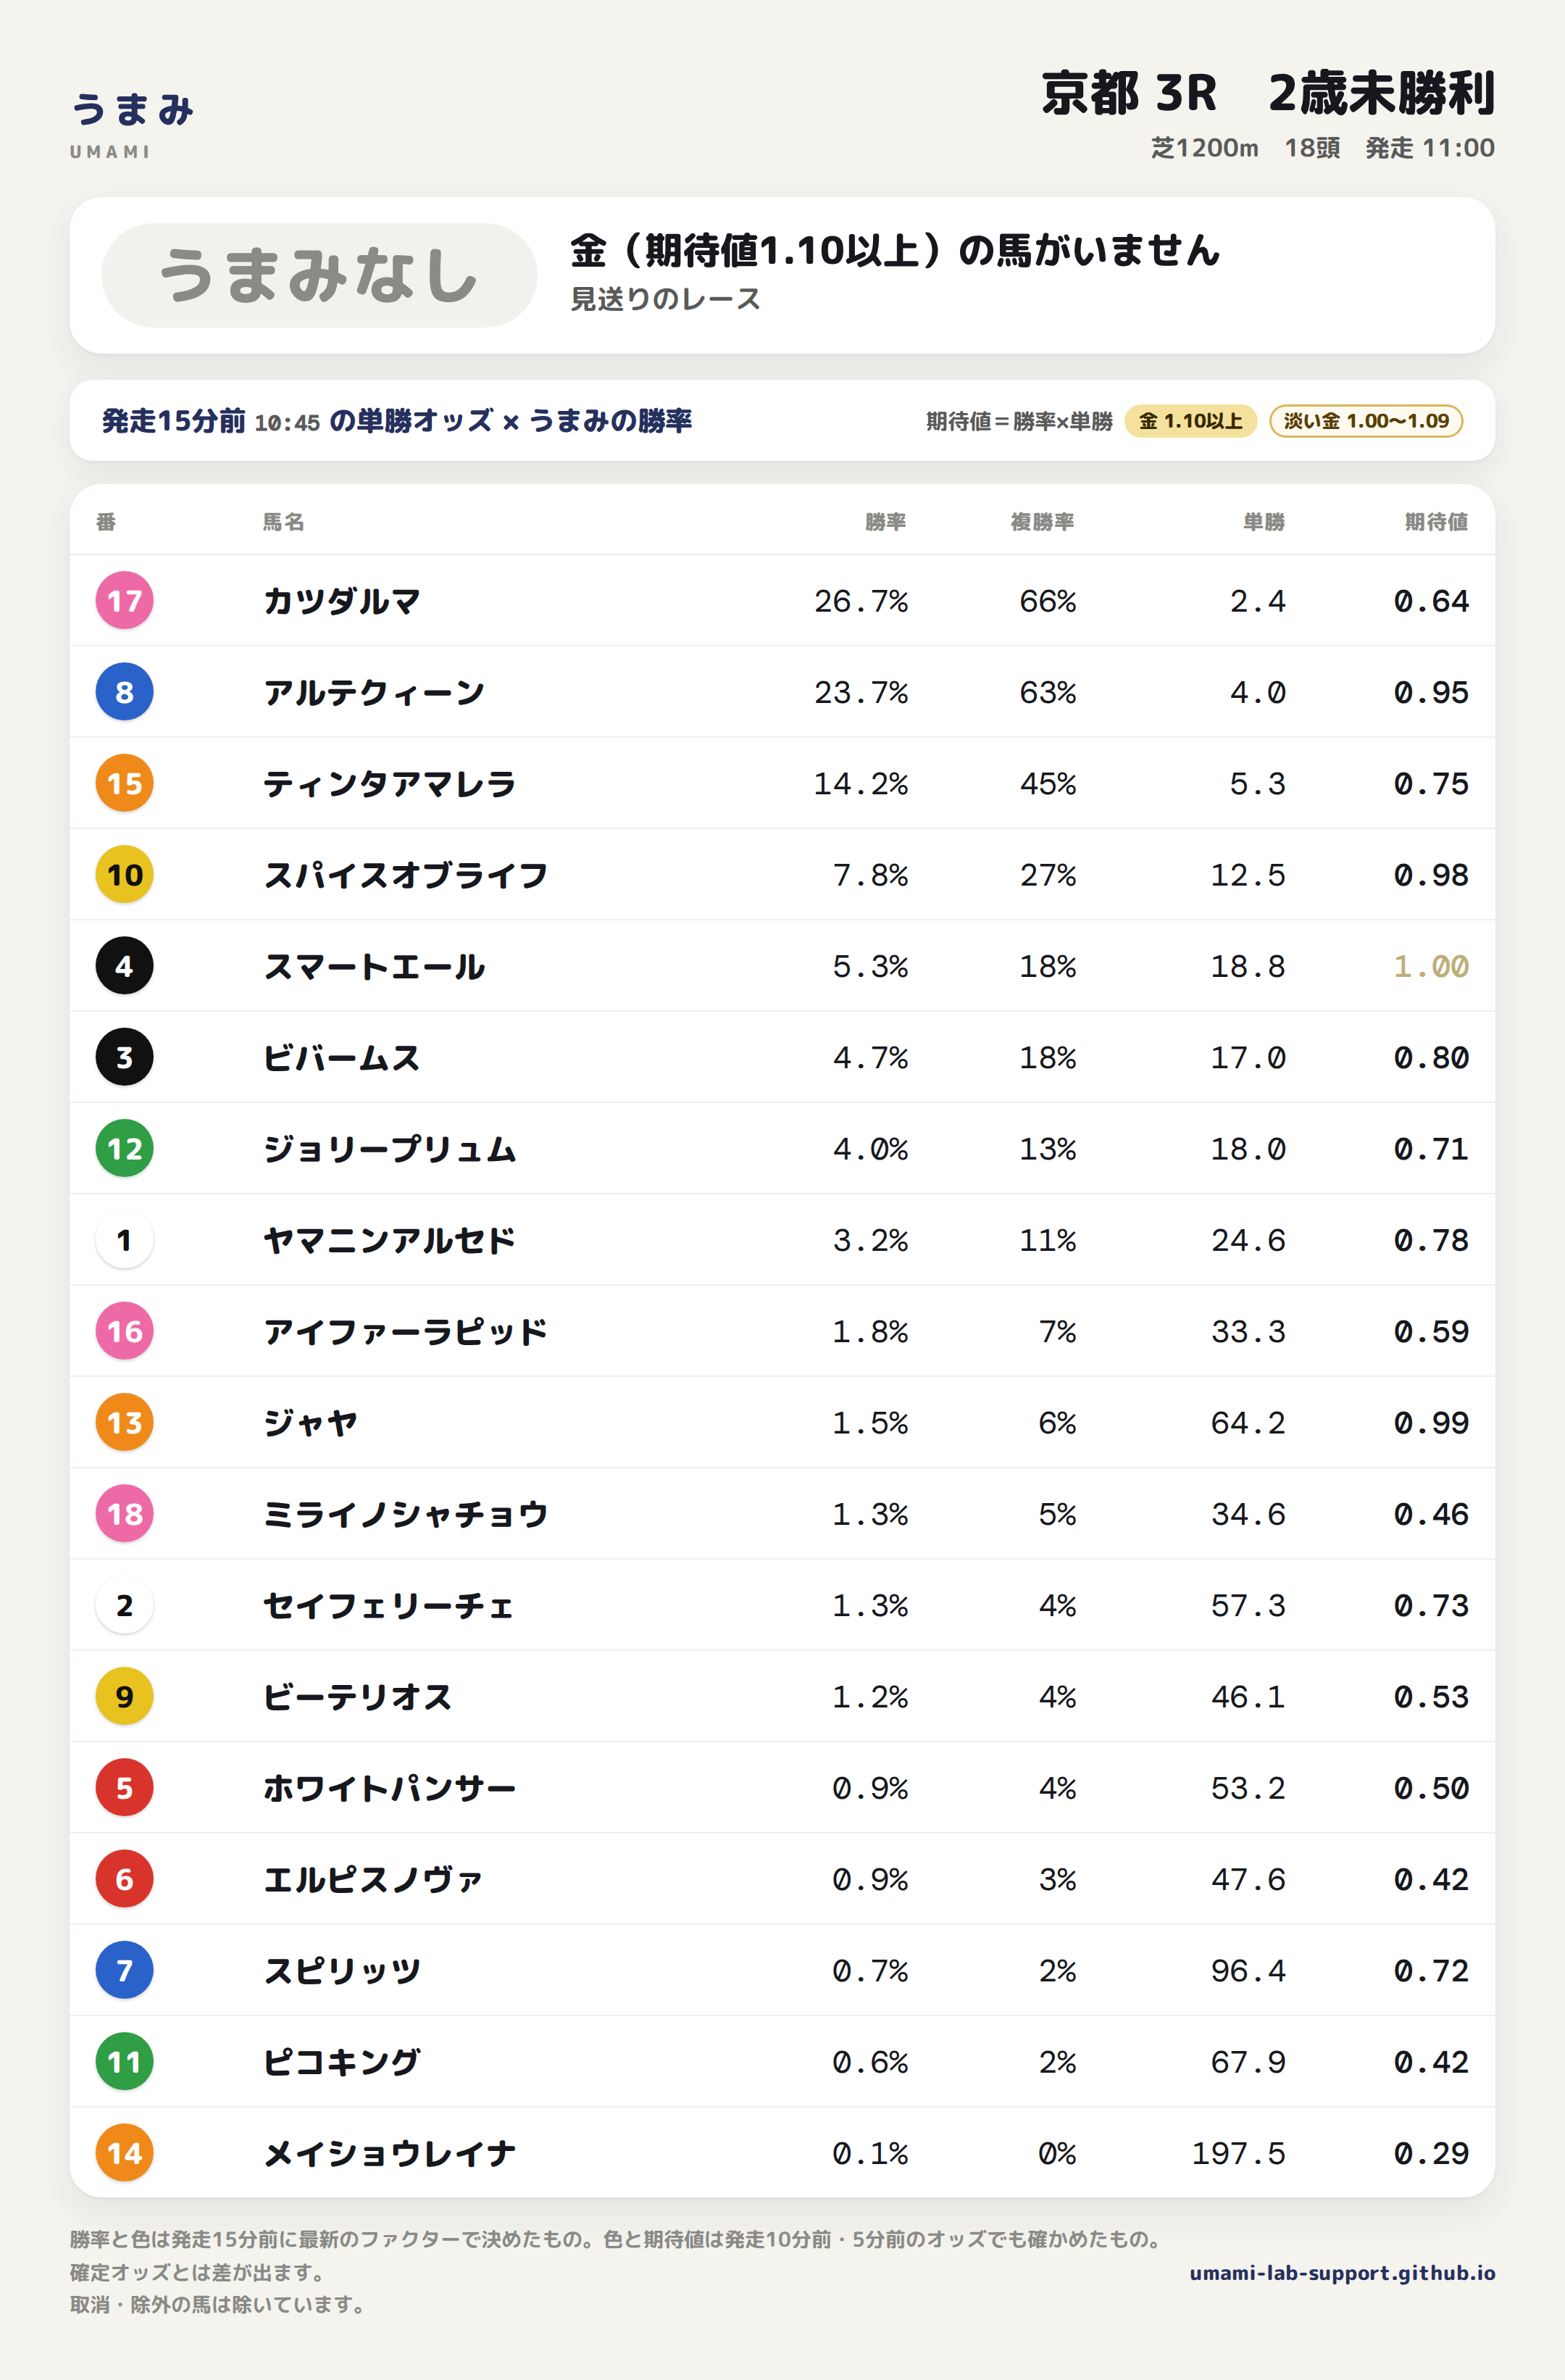 うまみ
UMAMI
京都 3R　2歳未勝利
芝1200m　18頭　発走 11:00
うまみなし
金（期待値1.10以上）の馬がいません
見送りのレース
発走15分前 10:45 の単勝オッズ × うまみの勝率
期待値＝勝率×単勝 金 1.10以上 淡い金 1.00〜1.09
番 馬名 勝率 複勝率 単勝 期待値
17 カツダルマ 26.7% 66% 2.4 0.64
8 アルテクィーン 23.7% 63% 4.0 0.95
15 ティンタアマレラ 14.2% 45% 5.3 0.75
10 スパイスオブライフ 7.8% 27% 12.5 0.98
4 スマートエール 5.3% 18% 18.8 1.00
3 ビバームス 4.7% 18% 17.0 0.80
12 ジョリープリュム 4.0% 13% 18.0 0.71
1 ヤマニンアルセド 3.2% 11% 24.6 0.78
16 アイファーラピッド 1.8% 7% 33.3 0.59
13 ジャヤ 1.5% 6% 64.2 0.99
18 ミライノシャチョウ 1.3% 5% 34.6 0.46
2 セイフェリーチェ 1.3% 4% 57.3 0.73
9 ビーテリオス 1.2% 4% 46.1 0.53
5 ホワイトパンサー 0.9% 4% 53.2 0.50
6 エルピスノヴァ 0.9% 3% 47.6 0.42
7 スピリッツ 0.7% 2% 96.4 0.72
11 ピコキング 0.6% 2% 67.9 0.42
14 メイショウレイナ 0.1% 0% 197.5 0.29
勝率と色は発走15分前に最新のファクターで決めたもの。色と期待値は発走10分前・5分前のオッズでも確かめたもの。
確定オッズとは差が出ます。
取消・除外の馬は除いています。
umami-lab-support.github.io